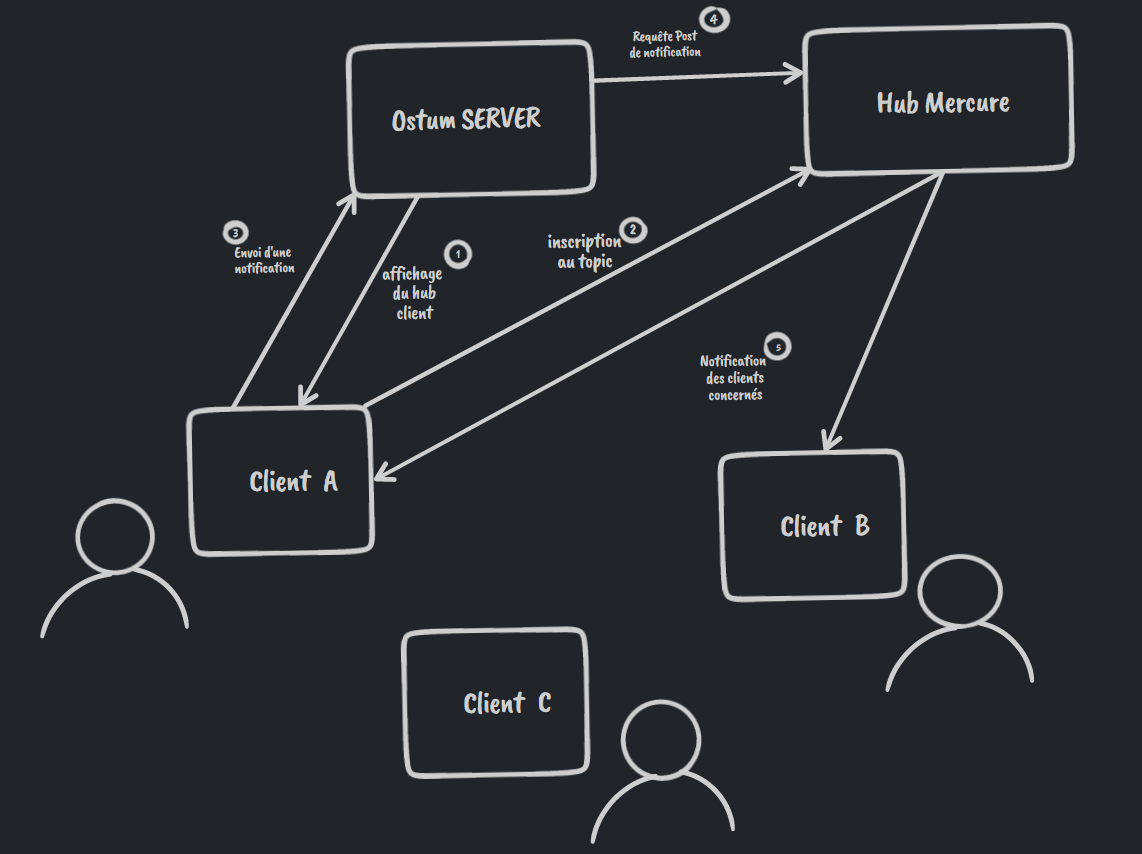 4
Requête Post
de notification
Ostum SERVER
Hub Mercure
3
Envoi d'une
notification
1
affichage
du hub
client
2
inscription
au topic
5
Notification
des clients
concernés
Client A
Client B
Client C